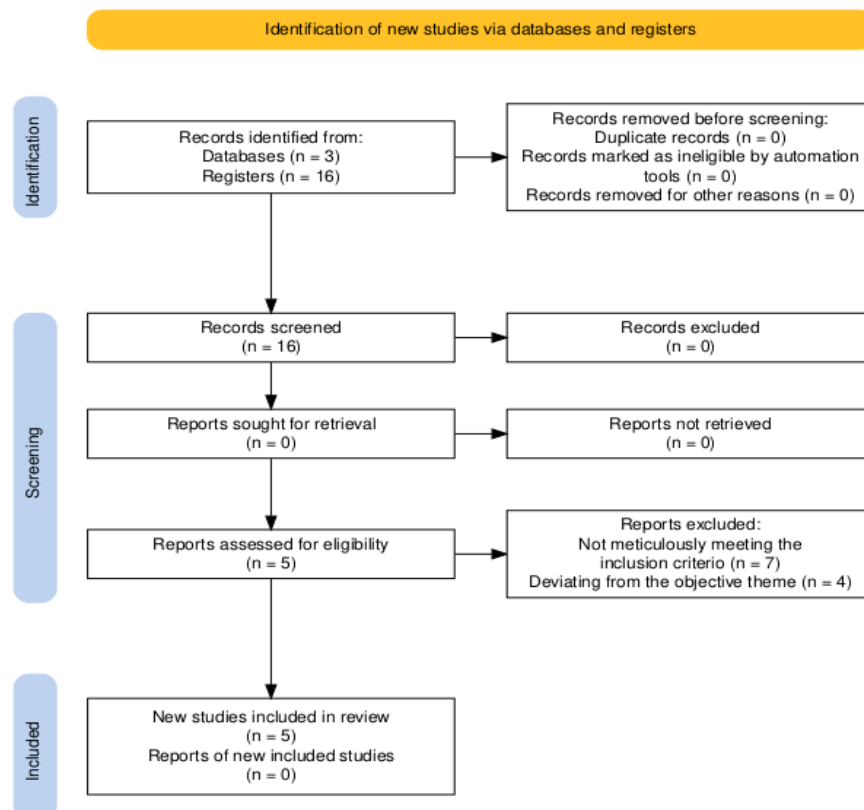 Identification of new studies via databases and registers
Identification
Records identified from:
Databases (n = 3)
Registers (n = 16)
Records removed before screening:
Duplicate records (n = 0)
Records marked as ineligible by automation
tools (n = 0)
Records removed for other reasons (n = 0)
Screening
Records screened
(n = 16)
Records excluded
(n = 0)
Reports sought for retrieval
(n = 0)
Reports not retrieved
(n = 0)
Reports assessed for eligibility
(n = 5)
Reports excluded:
Not meticulously meeting the
inclusion criterio (n = 7)
Deviating from the objective theme (n = 4)
Included
New studies included in review
(n = 5)
Reports of new included studies
(n = 0)